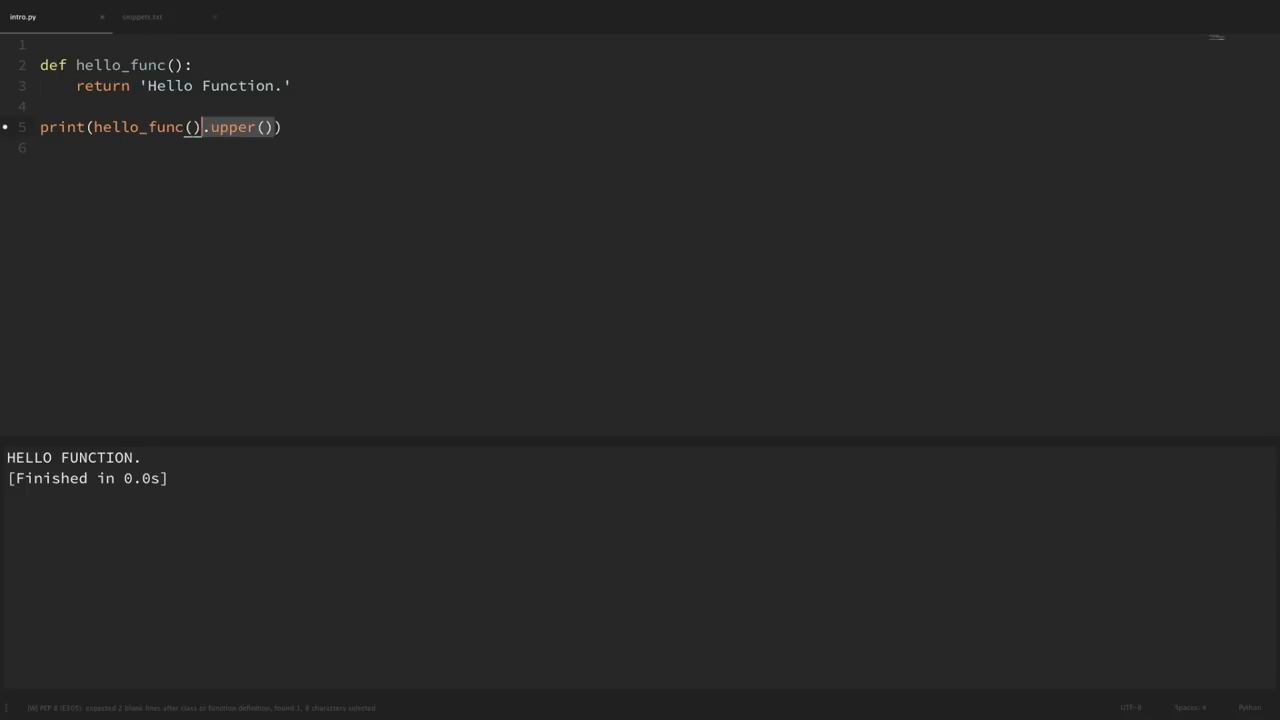 intro.py × snippets.txt ×
1
2 def hello_func():
3     return 'Hello Function.'
4
5 print(hello_func().upper())
6
HELLO FUNCTION.
[Finished in 0.0s]
[W] PEP 8 (E305): expected 2 blank lines after class or function definition, found 1, 8 characters selected UTF-8 Spaces: 4 Python